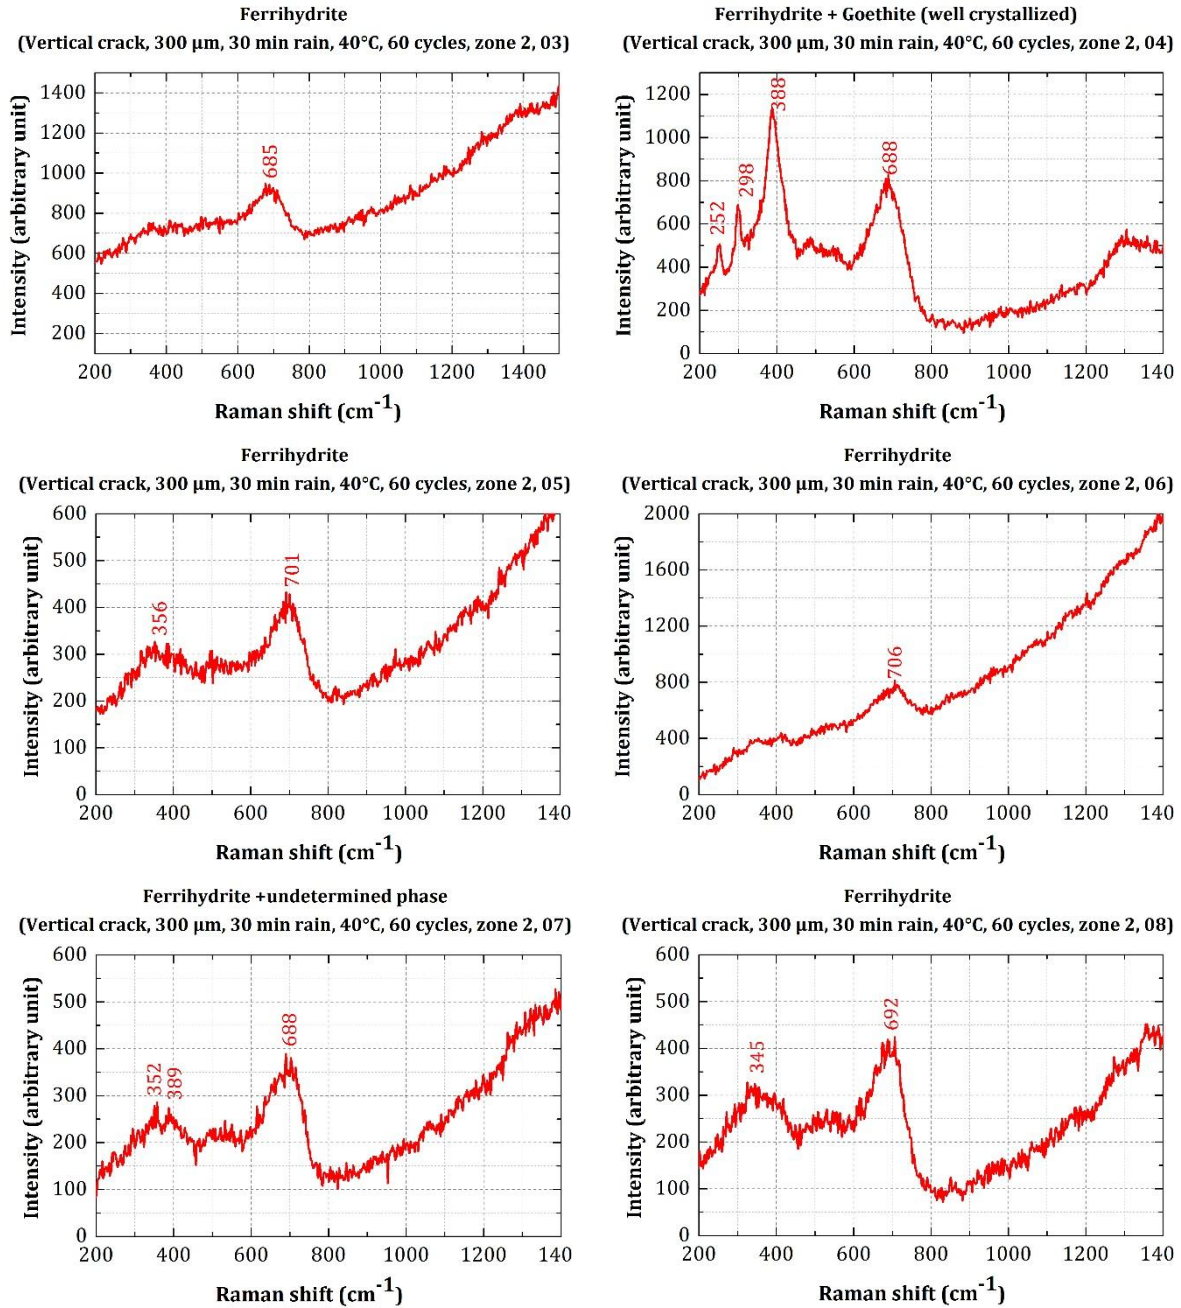 Ferrihydrite
(Vertical crack, 300 µm, 30 min rain, 40°C, 60 cycles, zone 2, 03)
1400
1200
1000
800
600
400
200
685
200 400 600 800 1000 1200 1400
Intensity (arbitrary unit)
Raman shift (cm-1)
Ferrihydrite + Goethite (well crystallized)
(Vertical crack, 300 µm, 30 min rain, 40°C, 60 cycles, zone 2, 04)
1200
1000
800
600
400
200
0
252
298
388
688
200 400 600 800 1000 1200 140
Intensity (arbitrary unit)
Raman shift (cm-1)
Ferrihydrite
(Vertical crack, 300 µm, 30 min rain, 40°C, 60 cycles, zone 2, 05)
600
500
400
300
200
100
0
356
701
200 400 600 800 1000 1200 140
Intensity (arbitrary unit)
Raman shift (cm-1)
Ferrihydrite
(Vertical crack, 300 µm, 30 min rain, 40°C, 60 cycles, zone 2, 06)
2000
1600
1200
800
400
0
706
200 400 600 800 1000 1200 140
Intensity (arbitrary unit)
Raman shift (cm-1)
Ferrihydrite +undetermined phase
(Vertical crack, 300 µm, 30 min rain, 40°C, 60 cycles, zone 2, 07)
600
500
400
300
200
100
0
352
389
688
200 400 600 800 1000 1200 140
Intensity (arbitrary unit)
Raman shift (cm-1)
Ferrihydrite
(Vertical crack, 300 µm, 30 min rain, 40°C, 60 cycles, zone 2, 08)
600
500
400
300
200
100
0
345
692
200 400 600 800 1000 1200 140
Intensity (arbitrary unit)
Raman shift (cm-1)